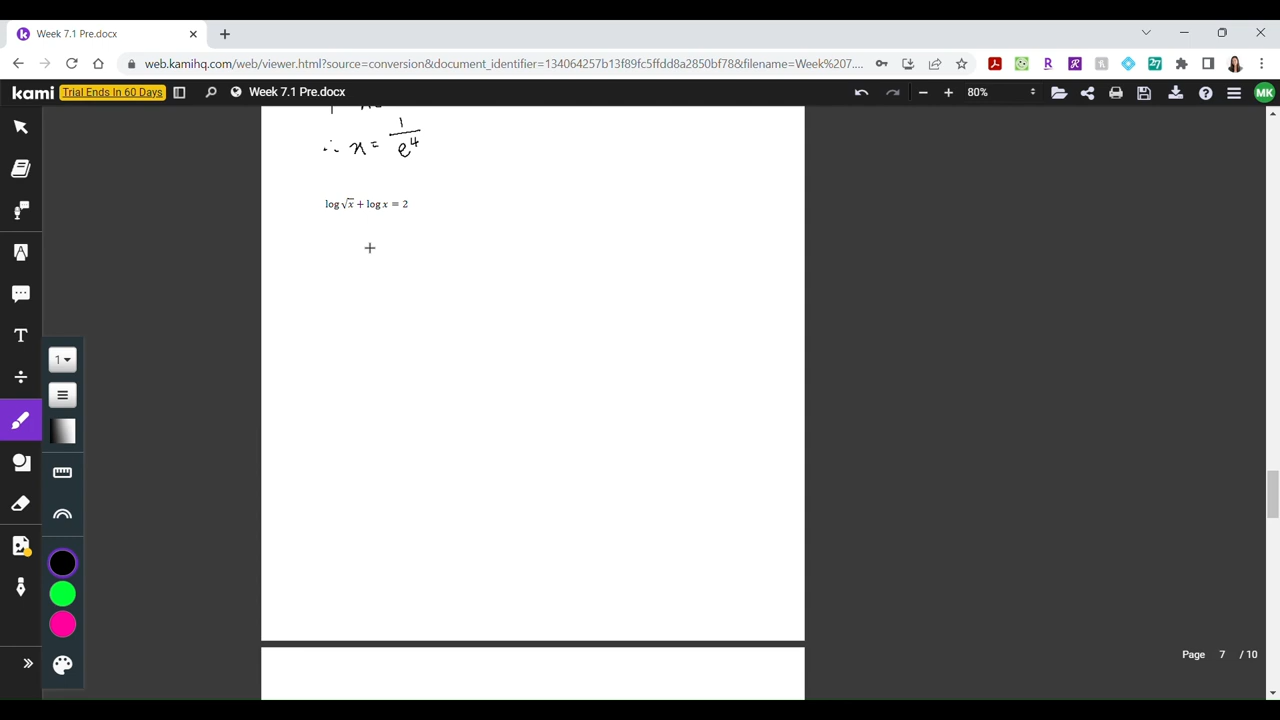 Week 7.1 Pre.docx
web.kamihq.com/web/viewer.html?source=conversion&document_identifier=134064257b13f89fc5ffdd8a2850bf78&filename=Week%207....
kami Trial Ends In 60 Days Week 7.1 Pre.docx 80% MK
∴ x = 1/e⁴
log √x + log x = 2
T
1
Page 7 / 10